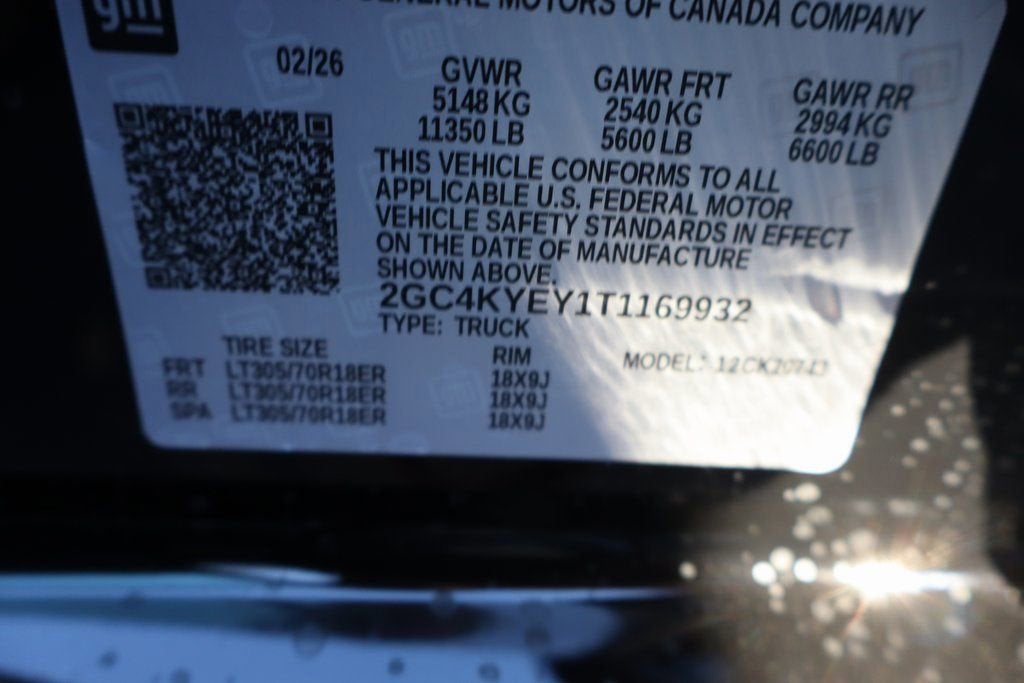 gm
GENERAL MOTORS OF CANADA COMPANY
02/26
GVWR GAWR FRT GAWR RR
5148 KG 2540 KG 2994 KG
11350 LB 5600 LB 6600 LB
THIS VEHICLE CONFORMS TO ALL
APPLICABLE U.S. FEDERAL MOTOR
VEHICLE SAFETY STANDARDS IN EFFECT
ON THE DATE OF MANUFACTURE
SHOWN ABOVE.
2GC4KYEY1T1169932
TYPE: TRUCK
TIRE SIZE RIM MODEL: 12CK20743
FRT LT305/70R18ER 18X9J
RR LT305/70R18ER 18X9J
SPA LT305/70R18ER 18X9J